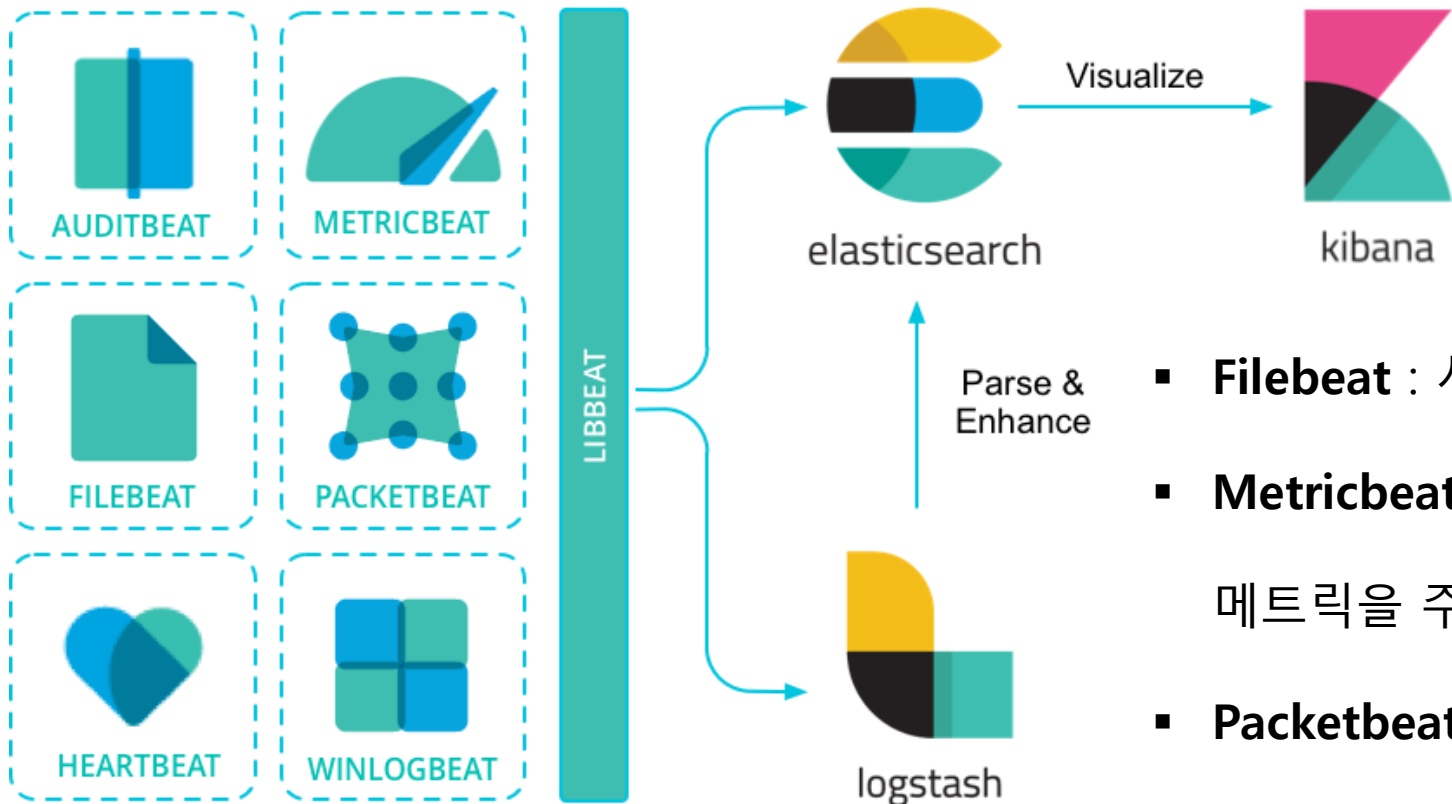 AUDITBEAT
METRICBEAT
FILEBEAT
PACKETBEAT
HEARTBEAT
WINLOGBEAT
LIBBEAT
elasticsearch
Visualize
kibana
Parse &
Enhance
logstash
▪ Filebeat :
▪ Metricbeat
메트릭을
▪ Packetbeat